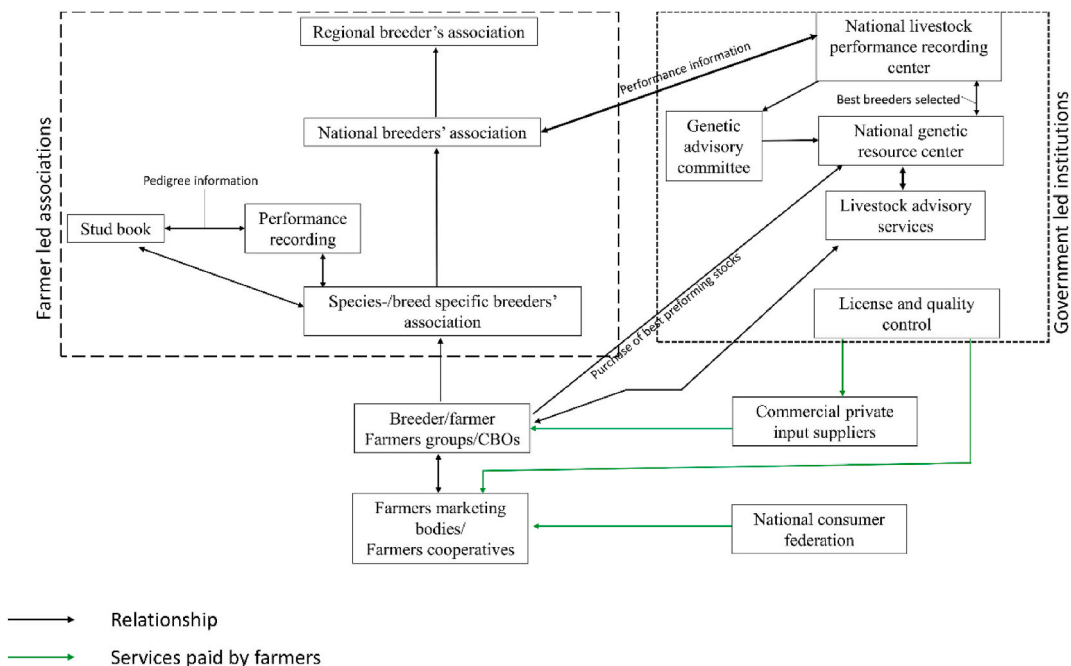 Regional breeder's association
National livestock
performance recording
center
Performance information
Best breeders selected
National breeders' association
Genetic
advisory
committee
National genetic
resource center
Pedigree information
Stud book
Performance
recording
Livestock advisory
services
Farmer led associations
Government led institutions
Species-/breed specific breeders'
association
License and quality
control
Purchase of best preforming stocks
Breeder/farmer
Farmers groups/CBOs
Commercial private
input suppliers
Farmers marketing
bodies/
Farmers cooperatives
National consumer
federation
Relationship
Services paid by farmers